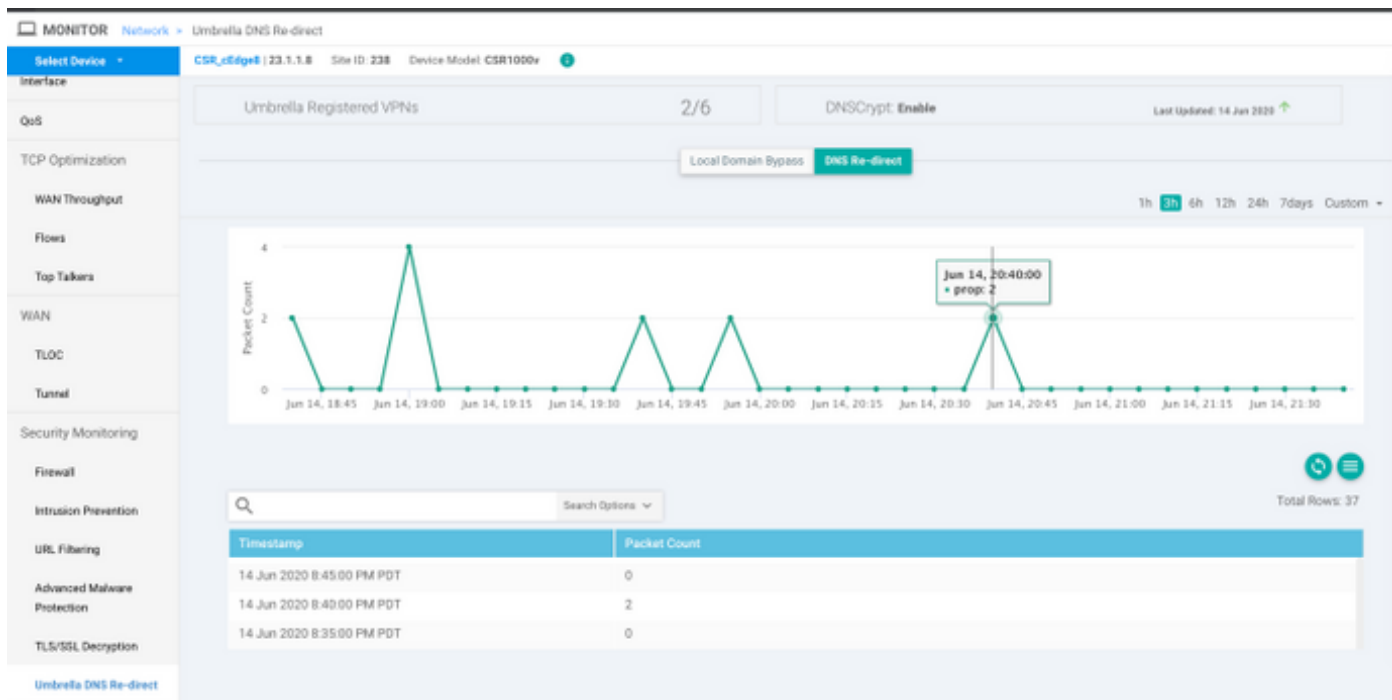 MONITOR Network > Umbrella DNS Re-direct
Select Device
CSR_cEdge8 | 23.1.1.8 Site ID: 238 Device Model: CSR1000v
Interface
QoS
TCP Optimization
WAN Throughput
Flows
Top Talkers
WAN
TLOC
Tunnel
Security Monitoring
Firewall
Intrusion Prevention
URL Filtering
Advanced Malware
Protection
TLS/SSL Decryption
Umbrella DNS Re-direct
Umbrella Registered VPNs 2/6
DNSCrypt: Enable Last Updated: 14 Jun 2020
Local Domain Bypass DNS Re-direct
1h 3h 6h 12h 24h 7days Custom
Packet Count
4
2
0
Jun 14, 20:40:00
• prop: 2
Jun 14, 18:45 Jun 14, 19:00 Jun 14, 19:15 Jun 14, 19:30 Jun 14, 19:45 Jun 14, 20:00 Jun 14, 20:15 Jun 14, 20:30 Jun 14, 20:45 Jun 14, 21:00 Jun 14, 21:15 Jun 14, 21:30
Search Options
Total Rows: 37
Timestamp Packet Count
14 Jun 2020 8:45:00 PM PDT 0
14 Jun 2020 8:40:00 PM PDT 2
14 Jun 2020 8:35:00 PM PDT 0